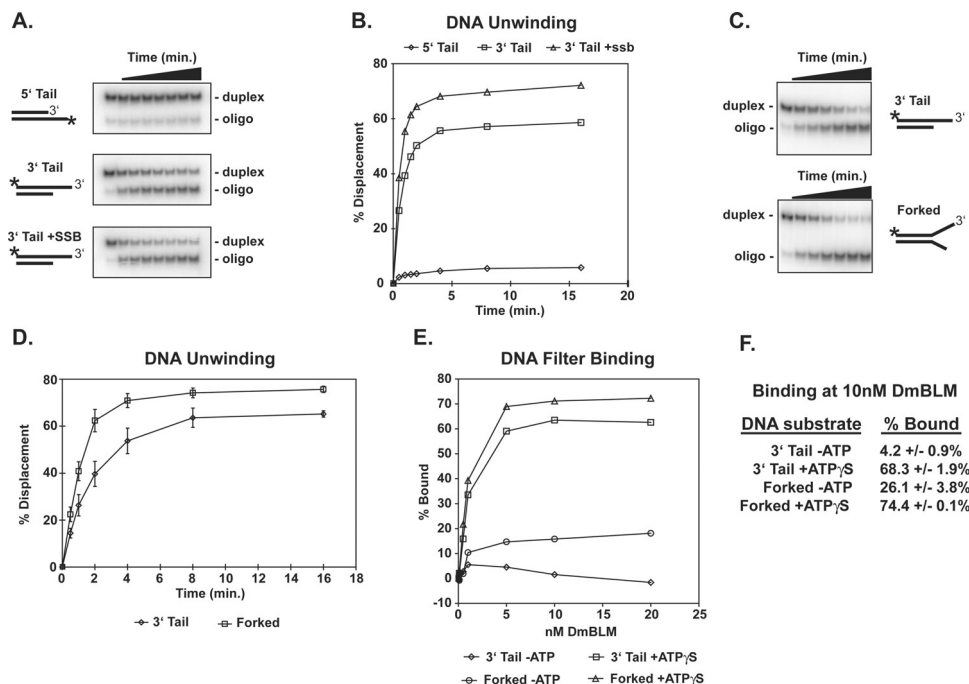 A.
Time (min.)
5‘ Tail
3‘
*
- duplex
- oligo
3‘ Tail
* 3‘
- duplex
- oligo
3‘ Tail +SSB
* 3‘
- duplex
- oligo
B.
DNA Unwinding
5‘ Tail 3‘ Tail 3‘ Tail +ssb
% Displacement
80
60
40
20
0
0 5 10 15 20
Time (min.)
C.
Time (min.)
duplex -
oligo -
3‘ Tail
* 3‘
Time (min.)
duplex -
oligo -
Forked
* 3‘
D.
DNA Unwinding
% Displacement
80
60
40
20
0
0 2 4 6 8 10 12 14 16 18
Time (min.)
3‘ Tail Forked
E.
DNA Filter Binding
% Bound
80
70
60
50
40
30
20
10
0
-10
0 5 10 15 20 25
nM DmBLM
3‘ Tail -ATP 3‘ Tail +ATPγS
Forked -ATP Forked +ATPγS
F.
Binding at 10nM DmBLM
DNA substrate % Bound
3‘ Tail -ATP 4.2 +/- 0.9%
3‘ Tail +ATPγS 68.3 +/- 1.9%
Forked -ATP 26.1 +/- 3.8%
Forked +ATPγS 74.4 +/- 0.1%